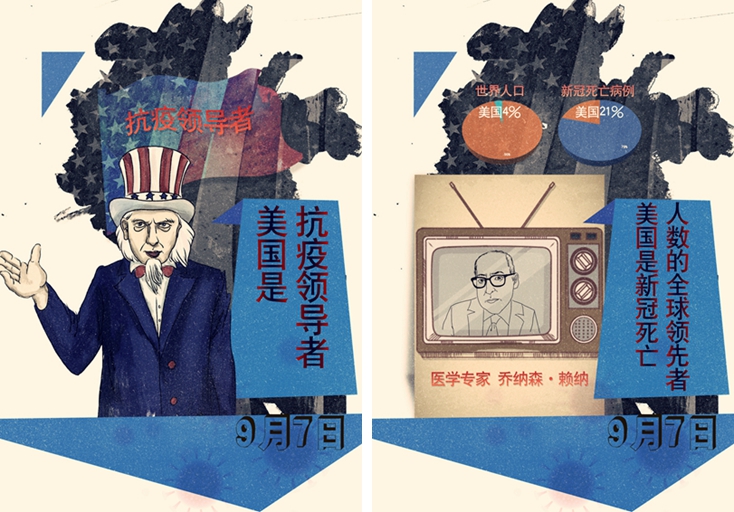 抗疫领导者
美国是
抗疫领导者
9月7日
世界人口
新冠死亡病例
美国4%
美国21%
美国是新冠死亡
人数的全球领先者
医学专家 乔纳森·赖纳
9月7日